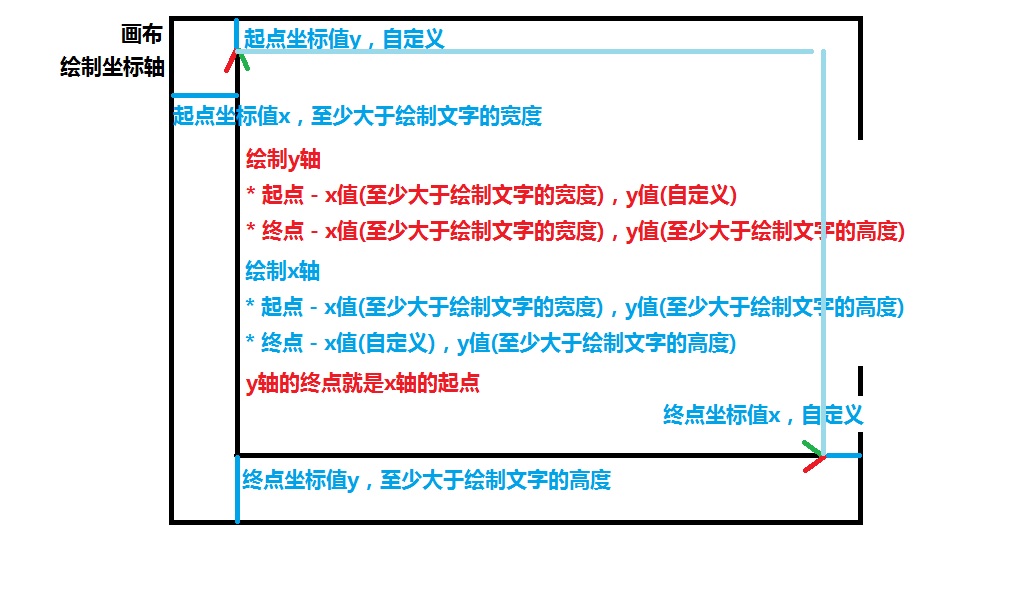 画布
绘制坐标轴
起点坐标值y，自定义
起点坐标值x，至少大于绘制文字的宽度
绘制y轴
* 起点 - x值(至少大于绘制文字的宽度)，y值(自定义)
* 终点 - x值(至少大于绘制文字的宽度)，y值(至少大于绘制文字的高度)
绘制x轴
* 起点 - x值(至少大于绘制文字的宽度)，y值(至少大于绘制文字的高度)
* 终点 - x值(自定义)，y值(至少大于绘制文字的高度)
y轴的终点就是x轴的起点
终点坐标值x，自定义
终点坐标值y，至少大于绘制文字的高度